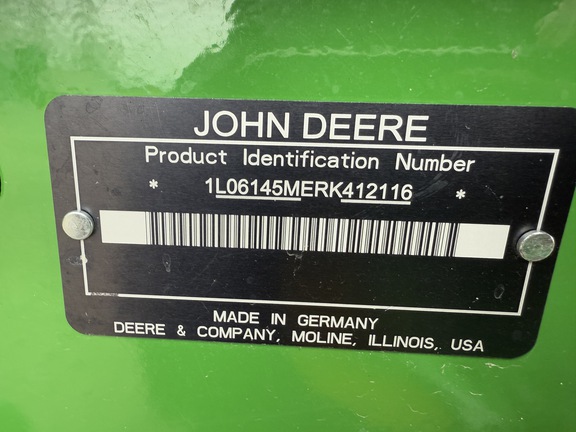 JOHN DEERE
Product Identification Number
* 1L06145MERK412116 *
MADE IN GERMANY
DEERE & COMPANY, MOLINE, ILLINOIS, USA